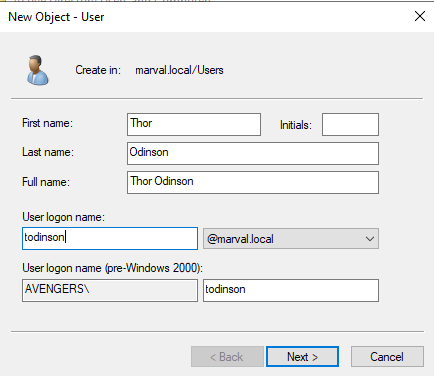 New Object - User
Create in: marval.local/Users
First name: Thor Initials:
Last name: Odinson
Full name: Thor Odinson
User logon name:
todinson @marval.local
User logon name (pre-Windows 2000):
AVENGERS\ todinson
< Back Next > Cancel